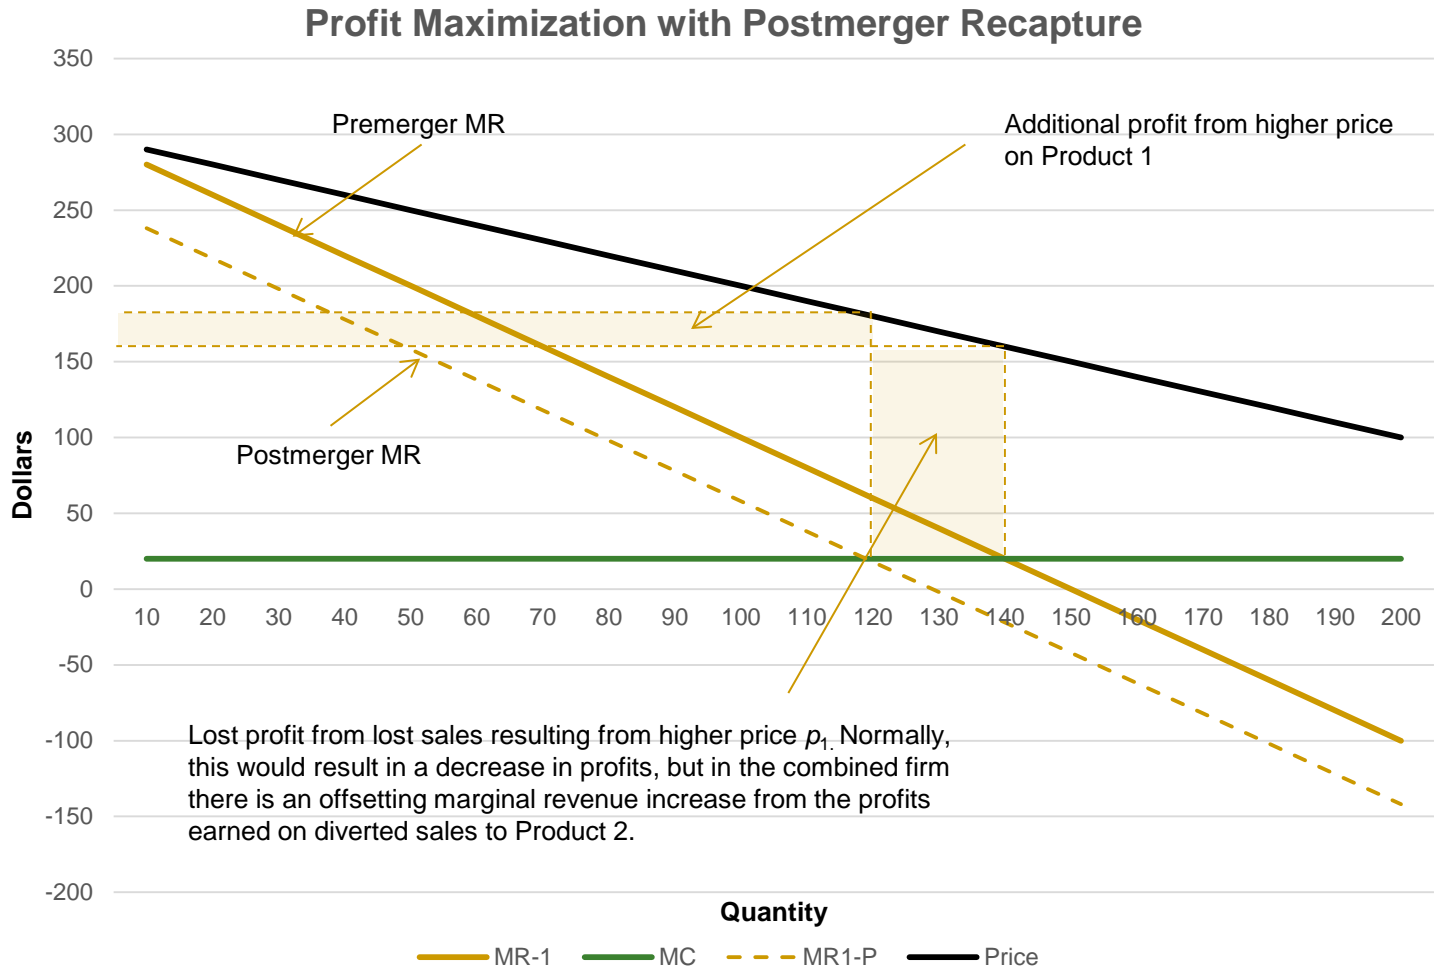 Profit Maximization with Postmerger Recapture
350
300
250
200
150
100
50
0
-50
-100
-150
-200
Dollars
Premerger MR
Additional profit from higher price
on Product 1
Postmerger MR
10 20 30 40 50 60 70 80 90 100 110 120 130 140 150 160 170 180 190 200
Lost profit from lost sales resulting from higher price p1. Normally,
this would result in a decrease in profits, but in the combined firm
there is an offsetting marginal revenue increase from the profits
earned on diverted sales to Product 2.
Quantity
MR-1 MC MR1-P Price